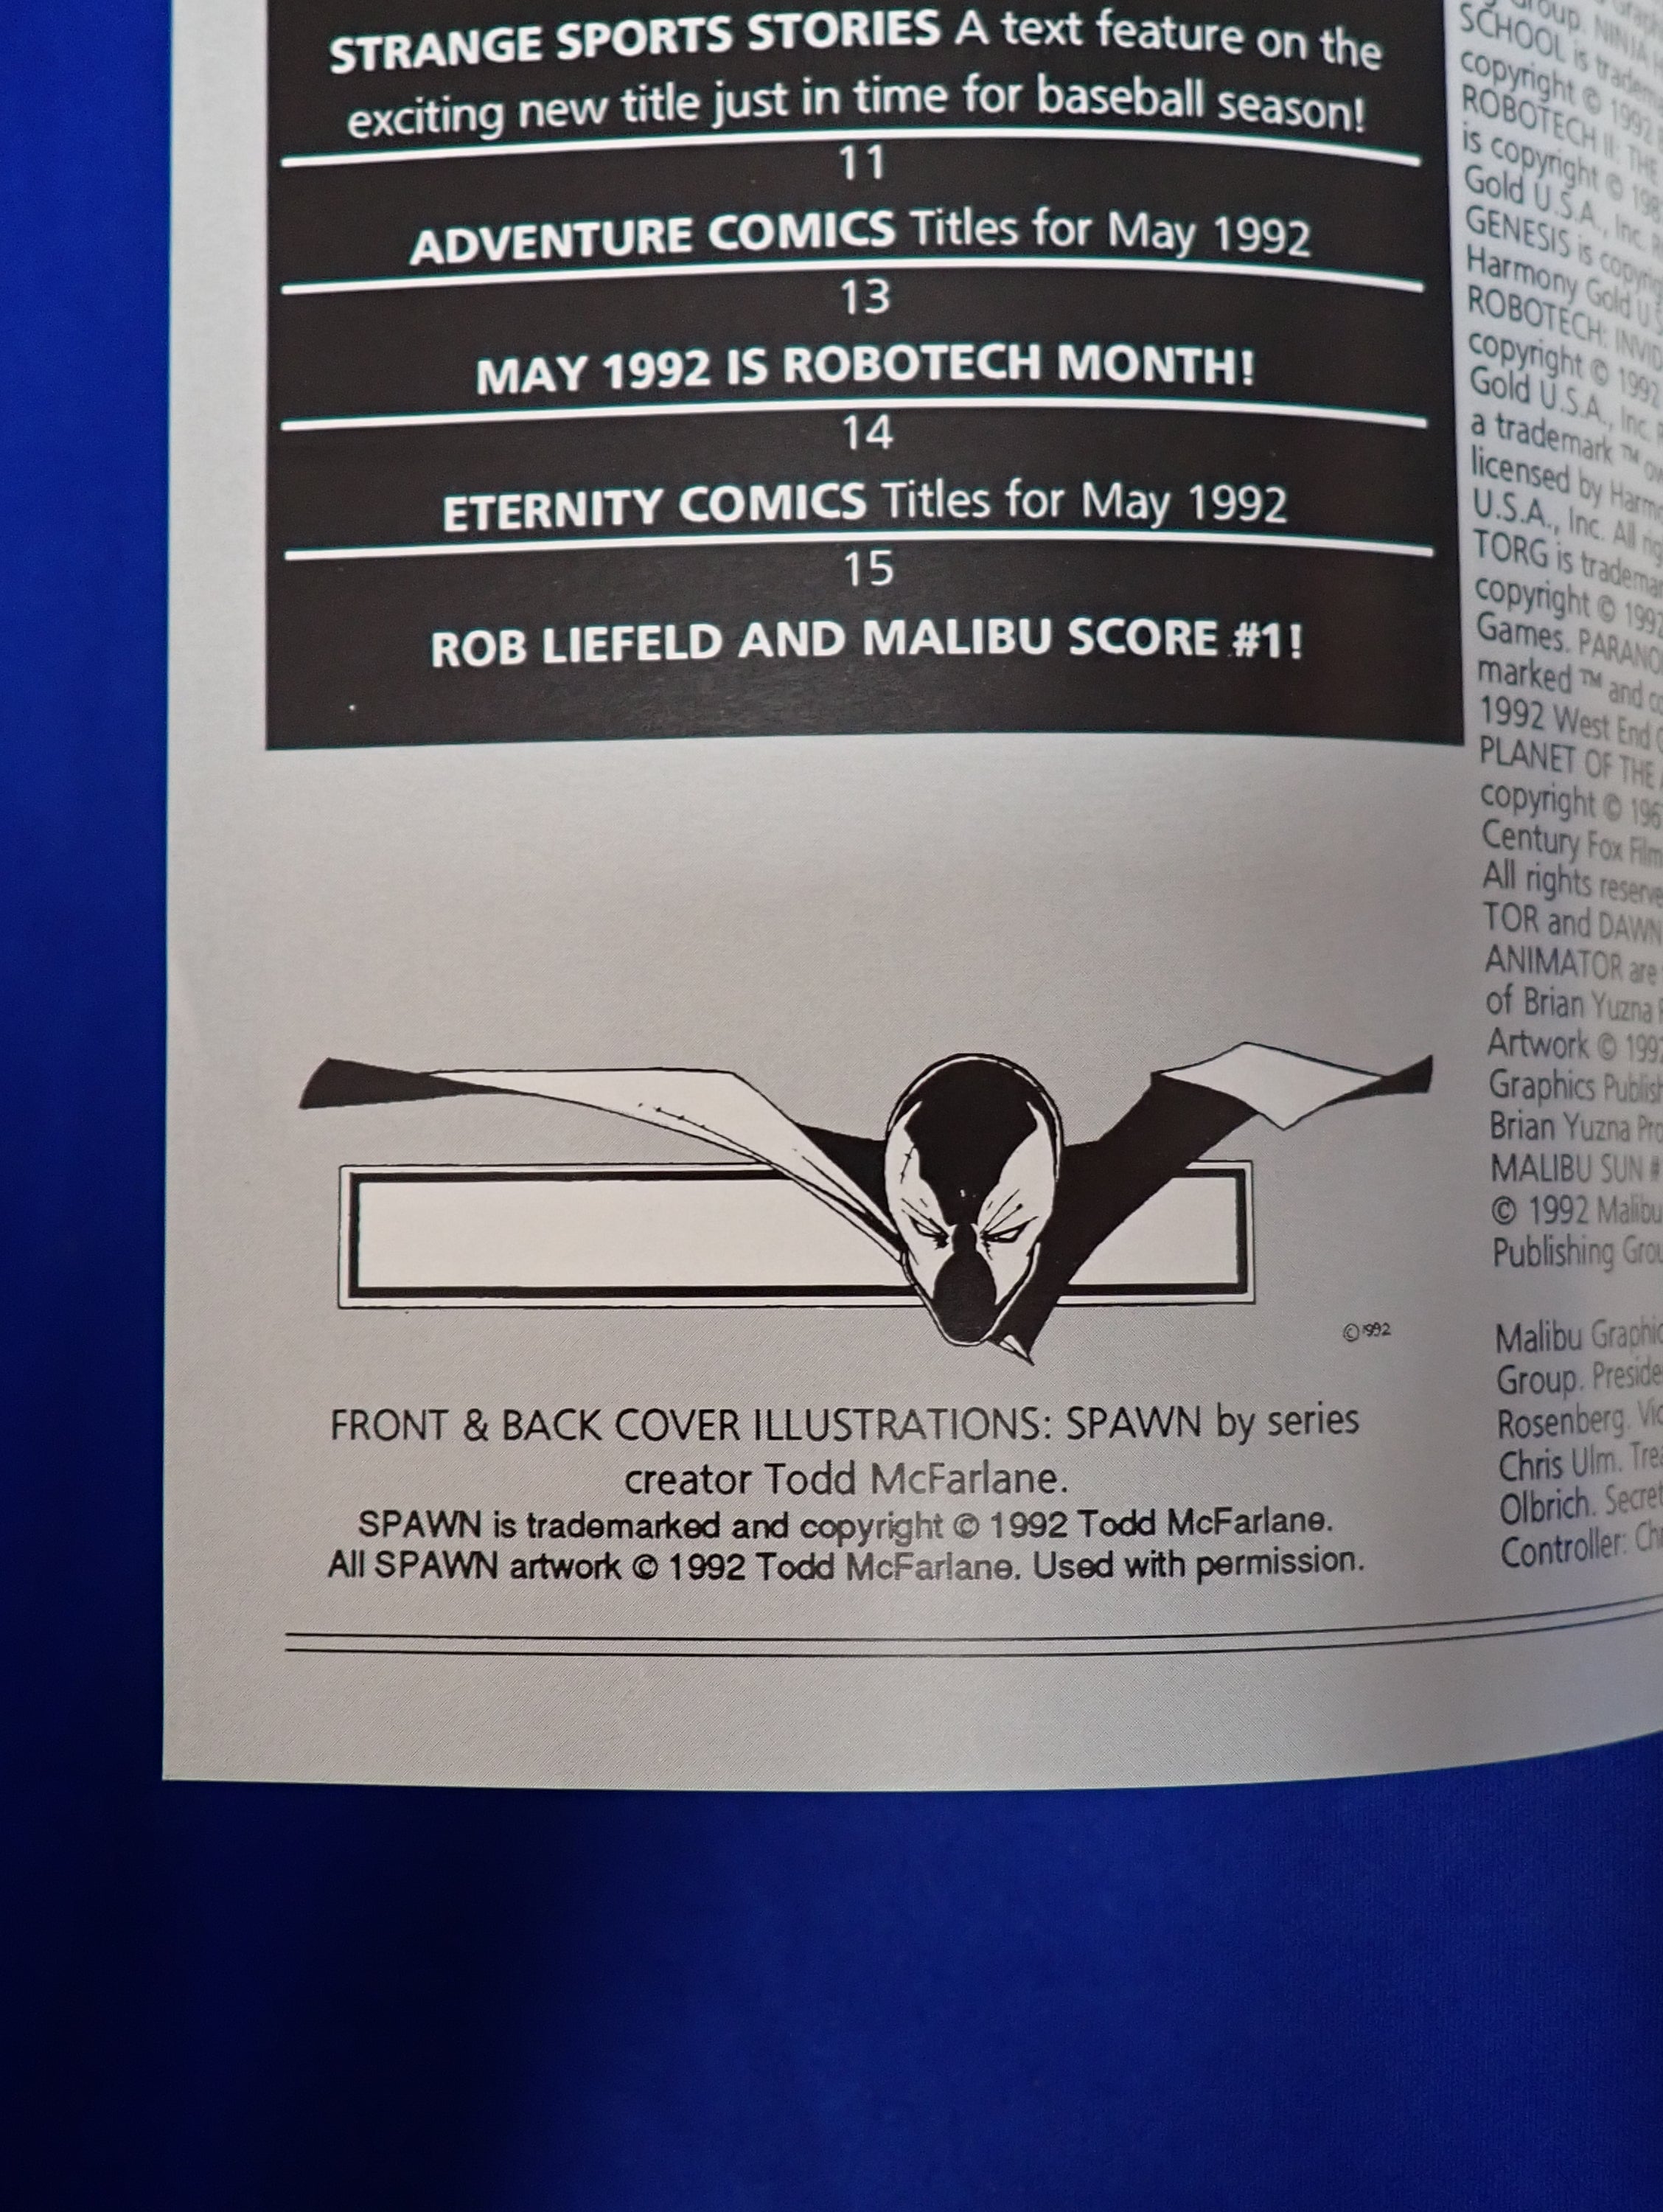 STRANGE SPORTS STORIES A text feature on the
exciting new title just in time for baseball season!
11
ADVENTURE COMICS Titles for May 1992
13
MAY 1992 IS ROBOTECH MONTH!
14
ETERNITY COMICS Titles for May 1992
15
ROB LIEFELD AND MALIBU SCORE #1!
©1992
FRONT & BACK COVER ILLUSTRATIONS: SPAWN by series
creator Todd McFarlane.
SPAWN is trademarked and copyright © 1992 Todd McFarlane.
All SPAWN artwork © 1992 Todd McFarlane. Used with permission.
NINJA
SCHOOL is
copyright © 1992
ROBOTECH II: THE
is copyright ©
Gold U.S.A., Inc.
GENESIS is
Harmony Gold
ROBOTECH:
copyright © 1992
Gold U.S.A., Inc.
a trademark ™
licensed by
U.S.A., Inc. All
TORG is
copyright © 1992
Games.
marked ™ and
1992 West End
PLANET OF THE
copyright ©
Century Fox Film
All rights
TOR and DAWN
ANIMATOR are
of Brian Yuzna
Artwork ©
Graphics
Brian Yuzna
MALIBU SUN
© 1992 Malibu
Publishing
Malibu
Group.
Rosenberg.
Chris Ulm.
Olbrich.
Controller: